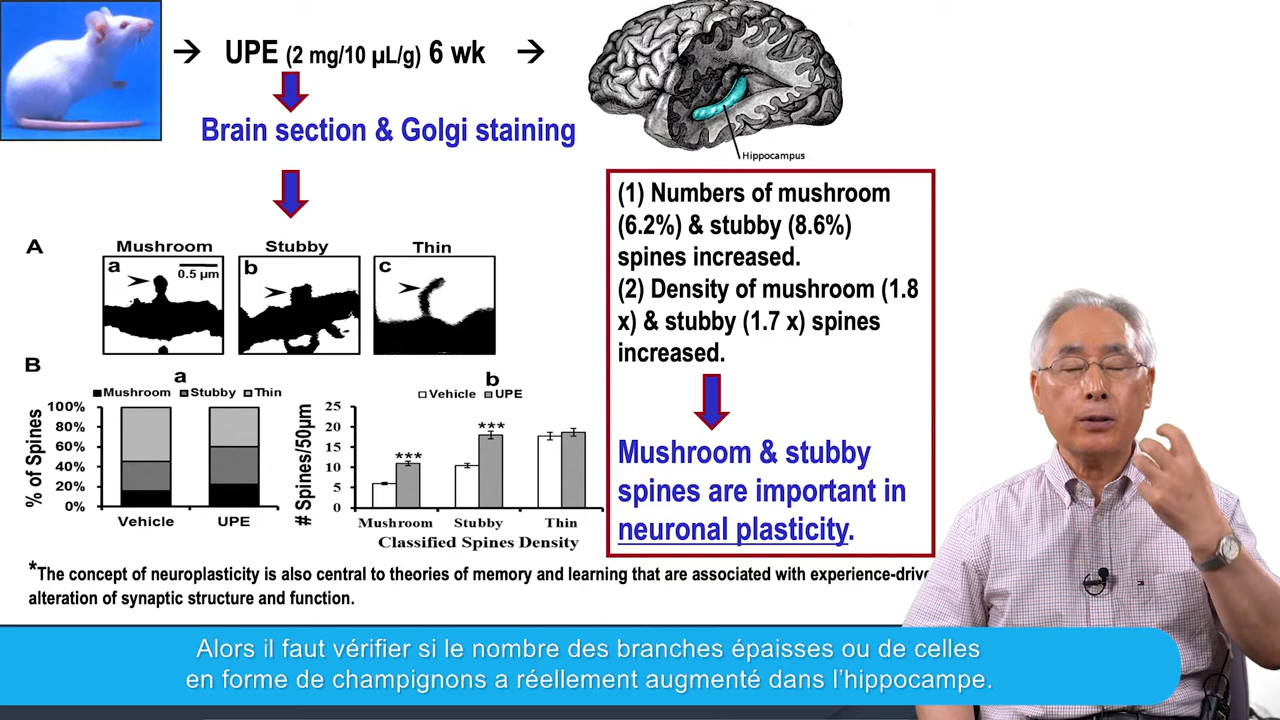 → UPE (2 mg/10 µL/g) 6 wk →
Brain section & Golgi staining
Hippocampus
(1) Numbers of mushroom
(6.2%) & stubby (8.6%)
spines increased.
(2) Density of mushroom (1.8
x) & stubby (1.7 x) spines
increased.
Mushroom & stubby
spines are important in
neuronal plasticity.
A
Mushroom Stubby Thin
a b c
0.5 µm
B
a
Mushroom Stubby Thin
% of Spines
100%
80%
60%
40%
20%
0%
Vehicle UPE
b
Vehicle UPE
# Spines/50µm
25
20
15
10
5
0
*** ***
Mushroom Stubby Thin
Classified Spines Density
*The concept of neuroplasticity is also central to theories of memory and learning that are associated with experience-drive
alteration of synaptic structure and function.
Alors il faut vérifier si le nombre des branches épaisses ou de celles
en forme de champignons a réellement augmenté dans l'hippocampe.